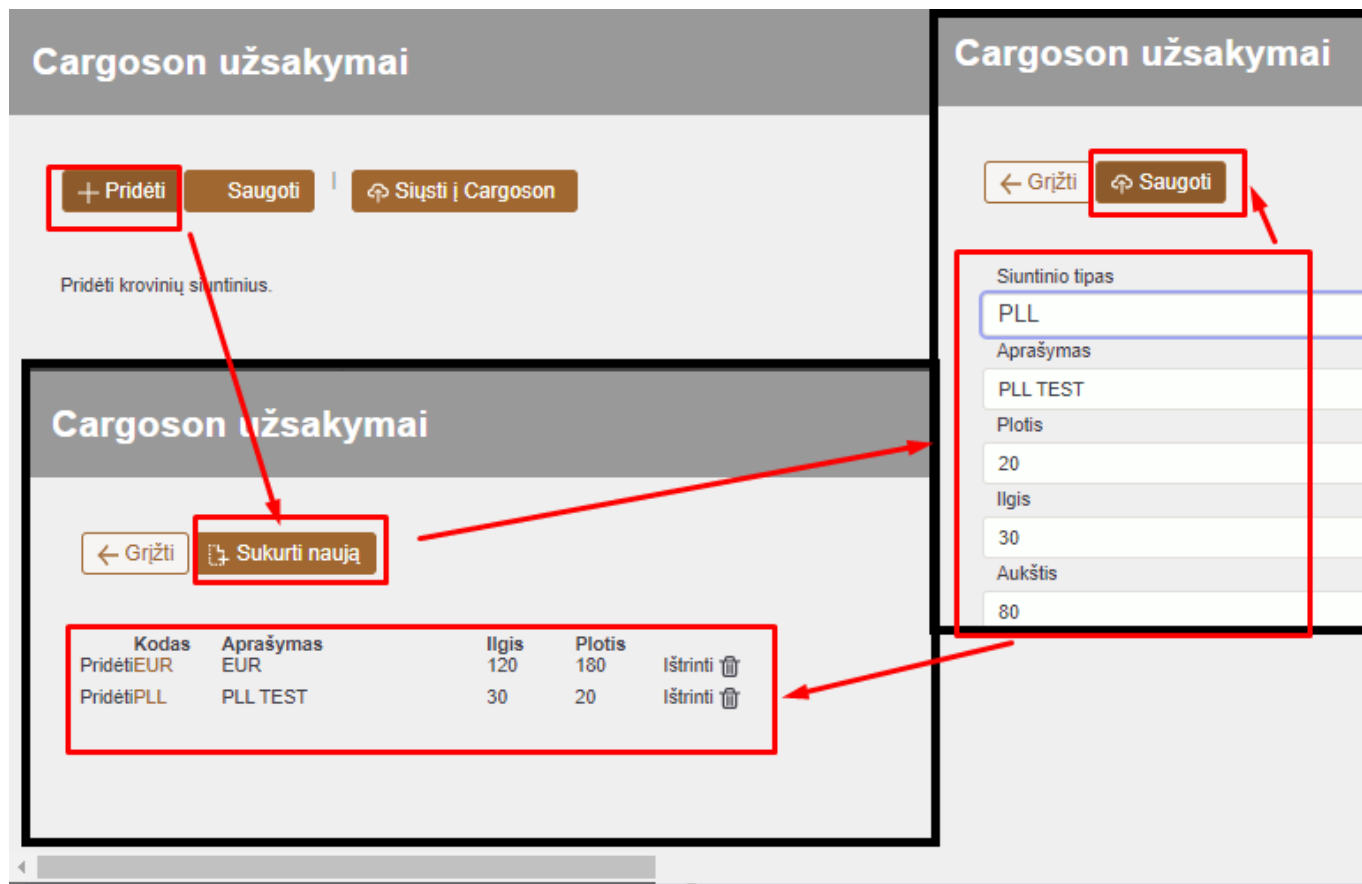 Cargoson užsakymai
+ Pridėti Saugoti | Siųsti į Cargoson
Pridėti krovinių siuntinius.
Cargoson užsakymai
Grįžti Sukurti naują
Kodas Aprašymas Ilgis Plotis
PridėtiEUR EUR 120 180 Ištrinti
PridėtiPLL PLL TEST 30 20 Ištrinti
Cargoson užsakymai
Grįžti Saugoti
Siuntinio tipas
PLL
Aprašymas
PLL TEST
Plotis
20
Ilgis
30
Aukštis
80